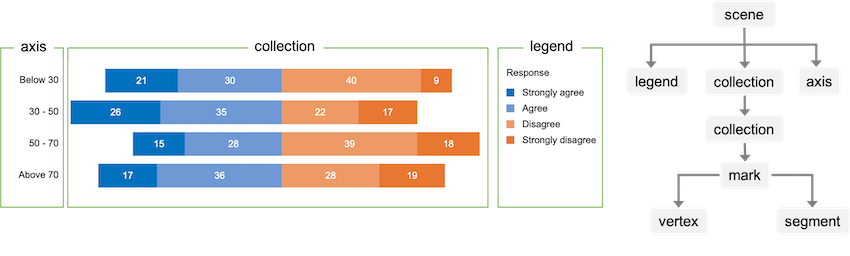 axis
collection
legend
Below 30
21
30
40
9
30 - 50
26
35
22
17
50 - 70
15
28
39
18
Above 70
17
36
28
19
Response
Strongly agree
Agree
Disagree
Strongly disagree
scene
legend
collection
axis
collection
mark
vertex
segment